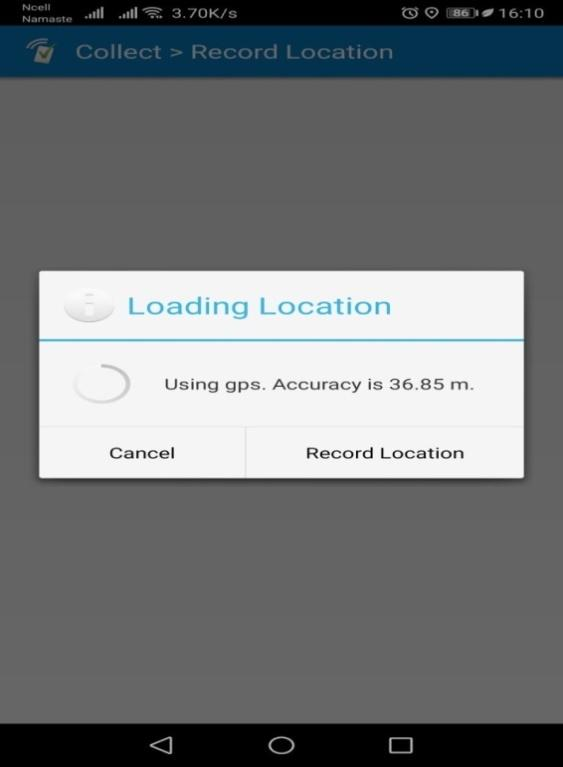 Ncell
Namaste
3.70K/s
86
16:10
Collect > Record Location
Loading Location
Using gps. Accuracy is 36.85 m.
Cancel
Record Location